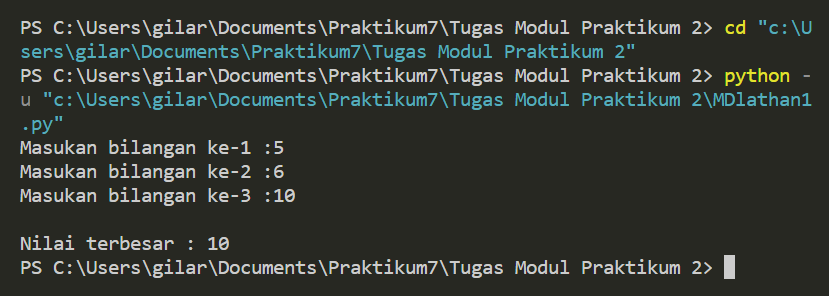 PS C:\Users\gilar\Documents\Praktikum7\Tugas Modul Praktikum 2> cd "c:\U
sers\gilar\Documents\Praktikum7\Tugas Modul Praktikum 2"
PS C:\Users\gilar\Documents\Praktikum7\Tugas Modul Praktikum 2> python -
u "c:\Users\gilar\Documents\Praktikum7\Tugas Modul Praktikum 2\MDlathan1
.py"
Masukan bilangan ke-1 :5
Masukan bilangan ke-2 :6
Masukan bilangan ke-3 :10
Nilai terbesar : 10
PS C:\Users\gilar\Documents\Praktikum7\Tugas Modul Praktikum 2>